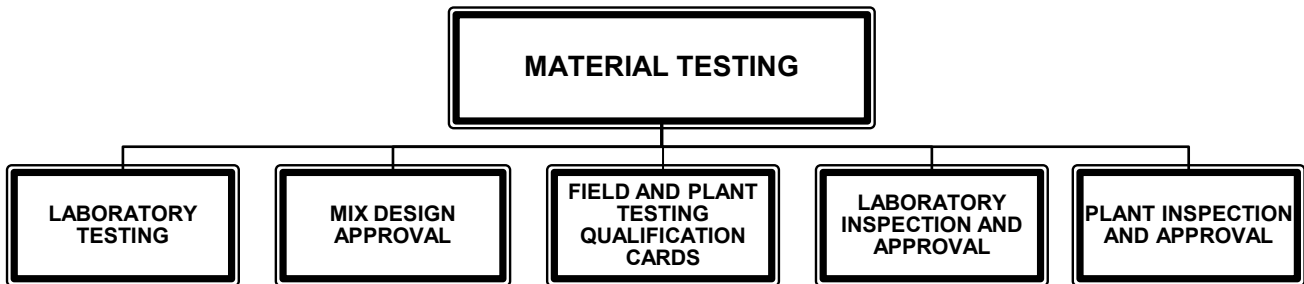 MATERIAL TESTING
LABORATORY
TESTING
MIX DESIGN
APPROVAL
FIELD AND PLANT
TESTING
QUALIFICATION
CARDS
LABORATORY
INSPECTION AND
APPROVAL
PLANT INSPECTION
AND APPROVAL